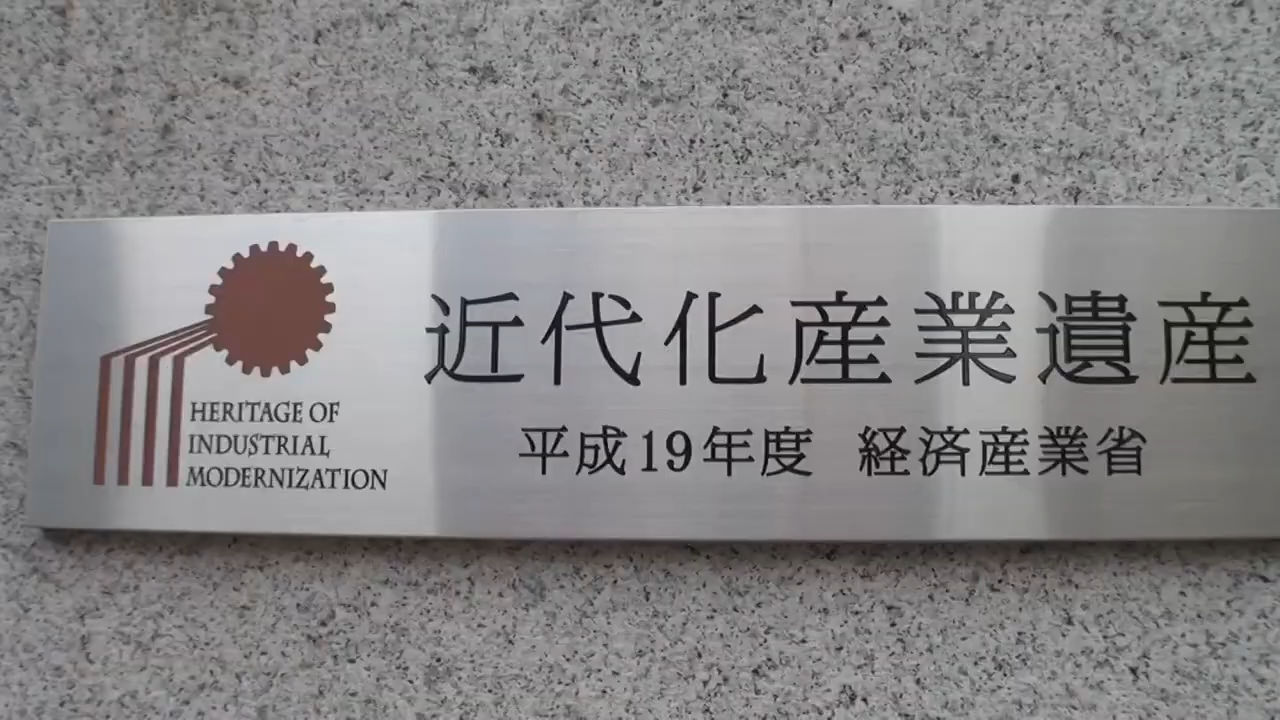 近代化産業遺産
平成19年度 経済産業省
HERITAGE OF
INDUSTRIAL
MODERNIZATION